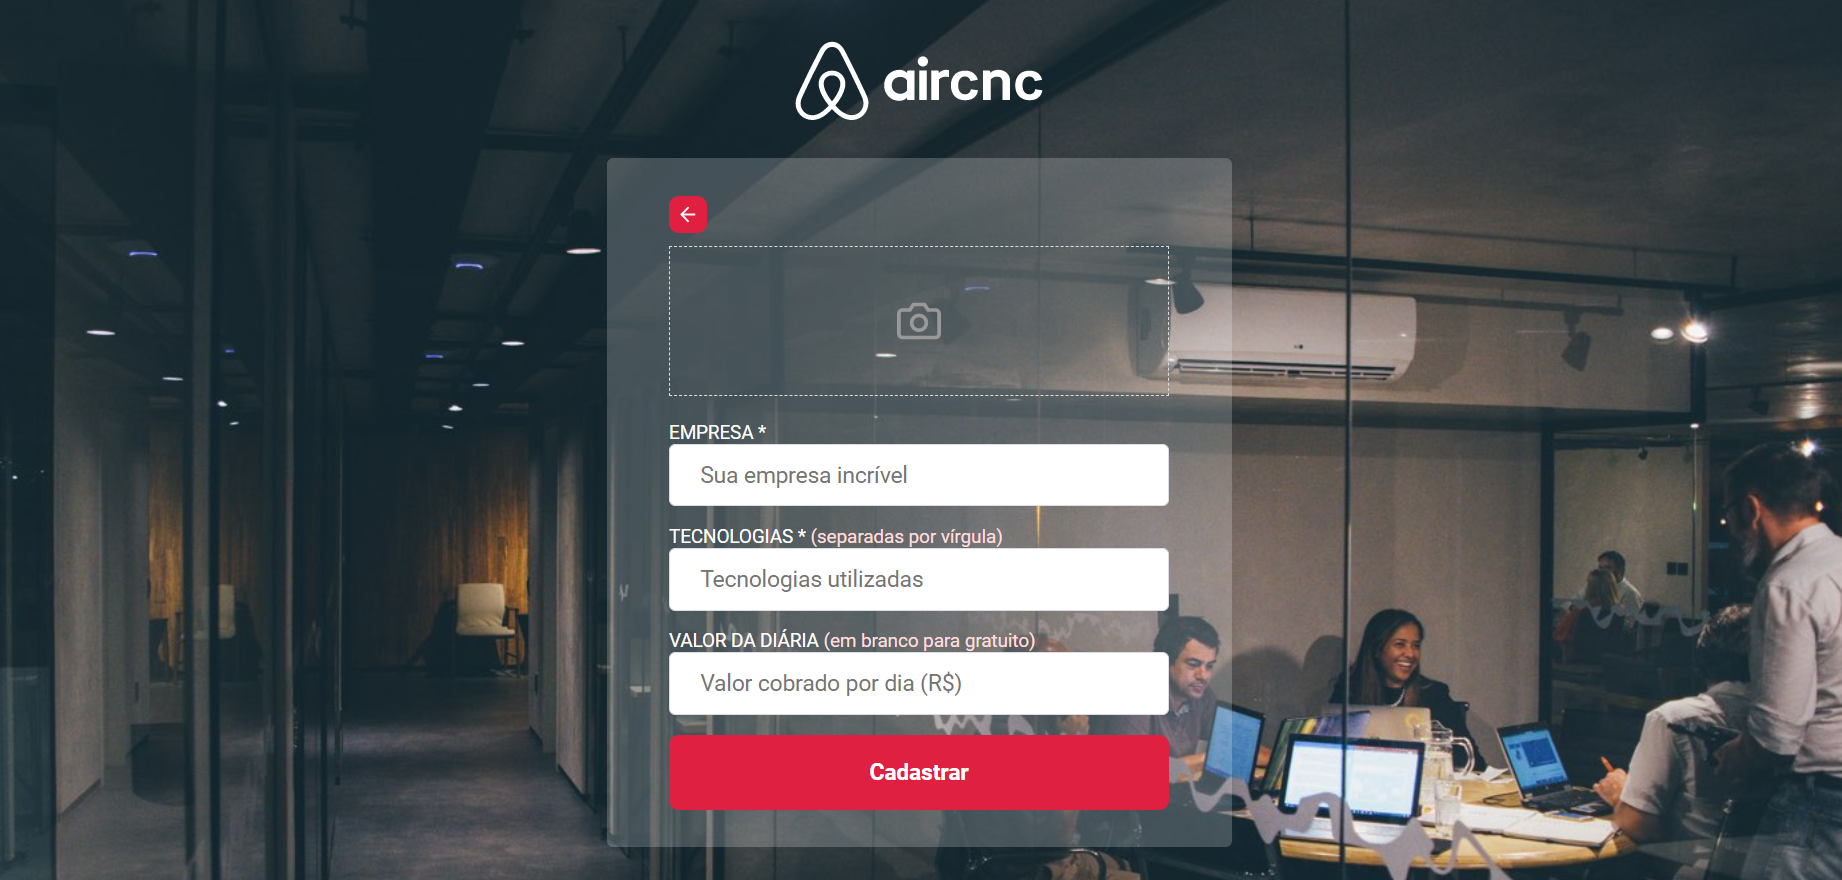 aircnc
EMPRESA *
Sua empresa incrível
TECNOLOGIAS * (separadas por vírgula)
Tecnologias utilizadas
VALOR DA DIÁRIA (em branco para gratuito)
Valor cobrado por dia (R$)
Cadastrar